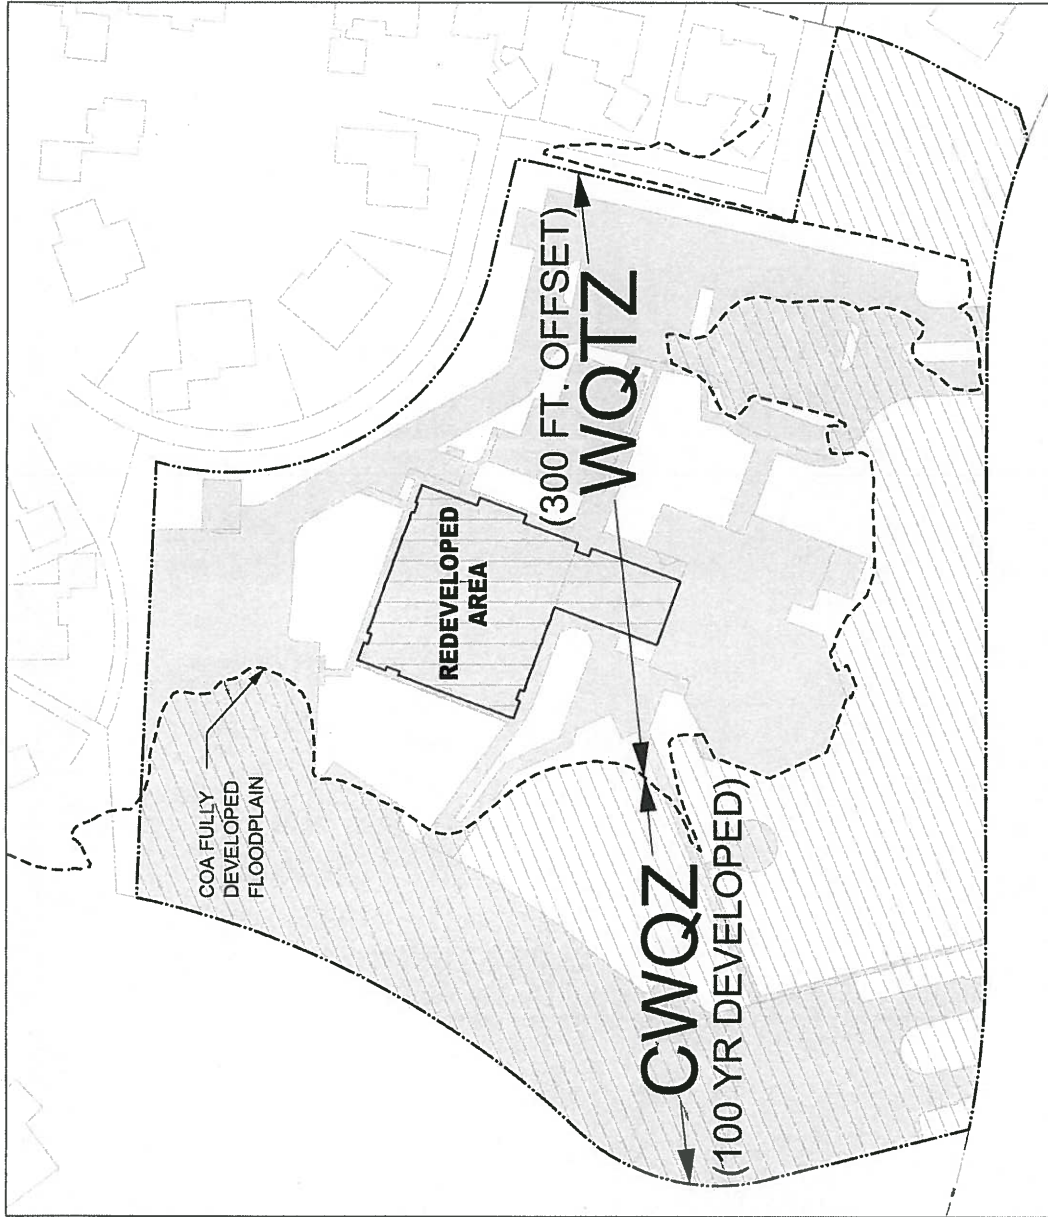 COA FULLY
DEVELOPED
FLOODPLAIN
REDEVELOPED
AREA
(300 FT. OFFSET)
WQTZ
CWQZ
(100 YR DEVELOPED)